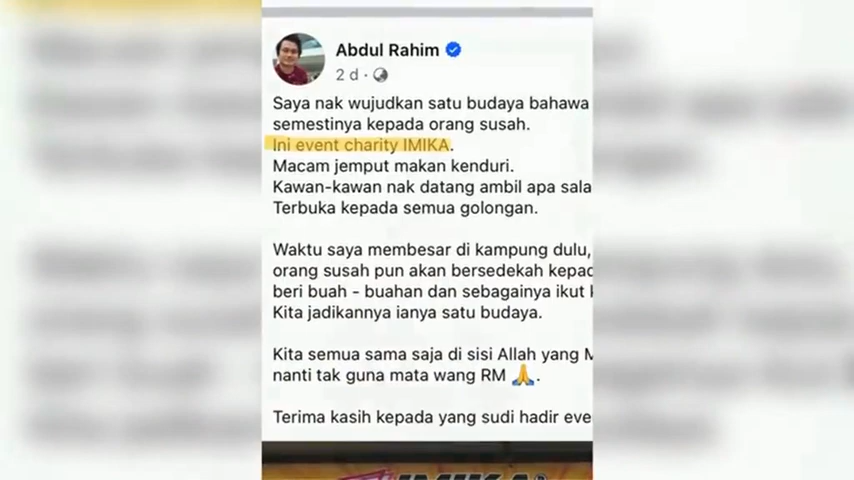 Abdul Rahim
2 d ·
Saya nak wujudkan satu budaya bahawa
semestinya kepada orang susah.
Ini event charity IMIKA.
Macam jemput makan kenduri.
Kawan-kawan nak datang ambil apa sala
Terbuka kepada semua golongan.
Waktu saya membesar di kampung dulu,
orang susah pun akan bersedekah kepad
beri buah - buahan dan sebagainya ikut
Kita jadikannya ianya satu budaya.
Kita semua sama saja di sisi Allah yang M
nanti tak guna mata wang RM 🙏.
Terima kasih kepada yang sudi hadir eve
IMIKA